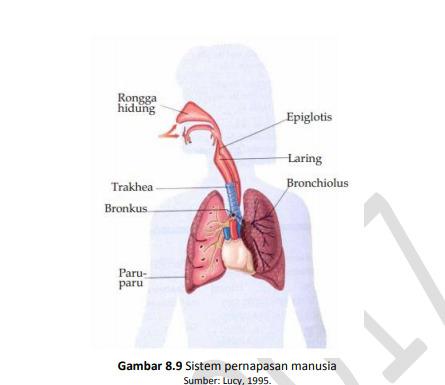 Rongga
hidung
Epiglotis
Laring
Trakhea
Bronchiolus
Bronkus
Paru-
paru
Gambar 8.9 Sistem pernapasan manusia
Sumber: Lucy, 1995.